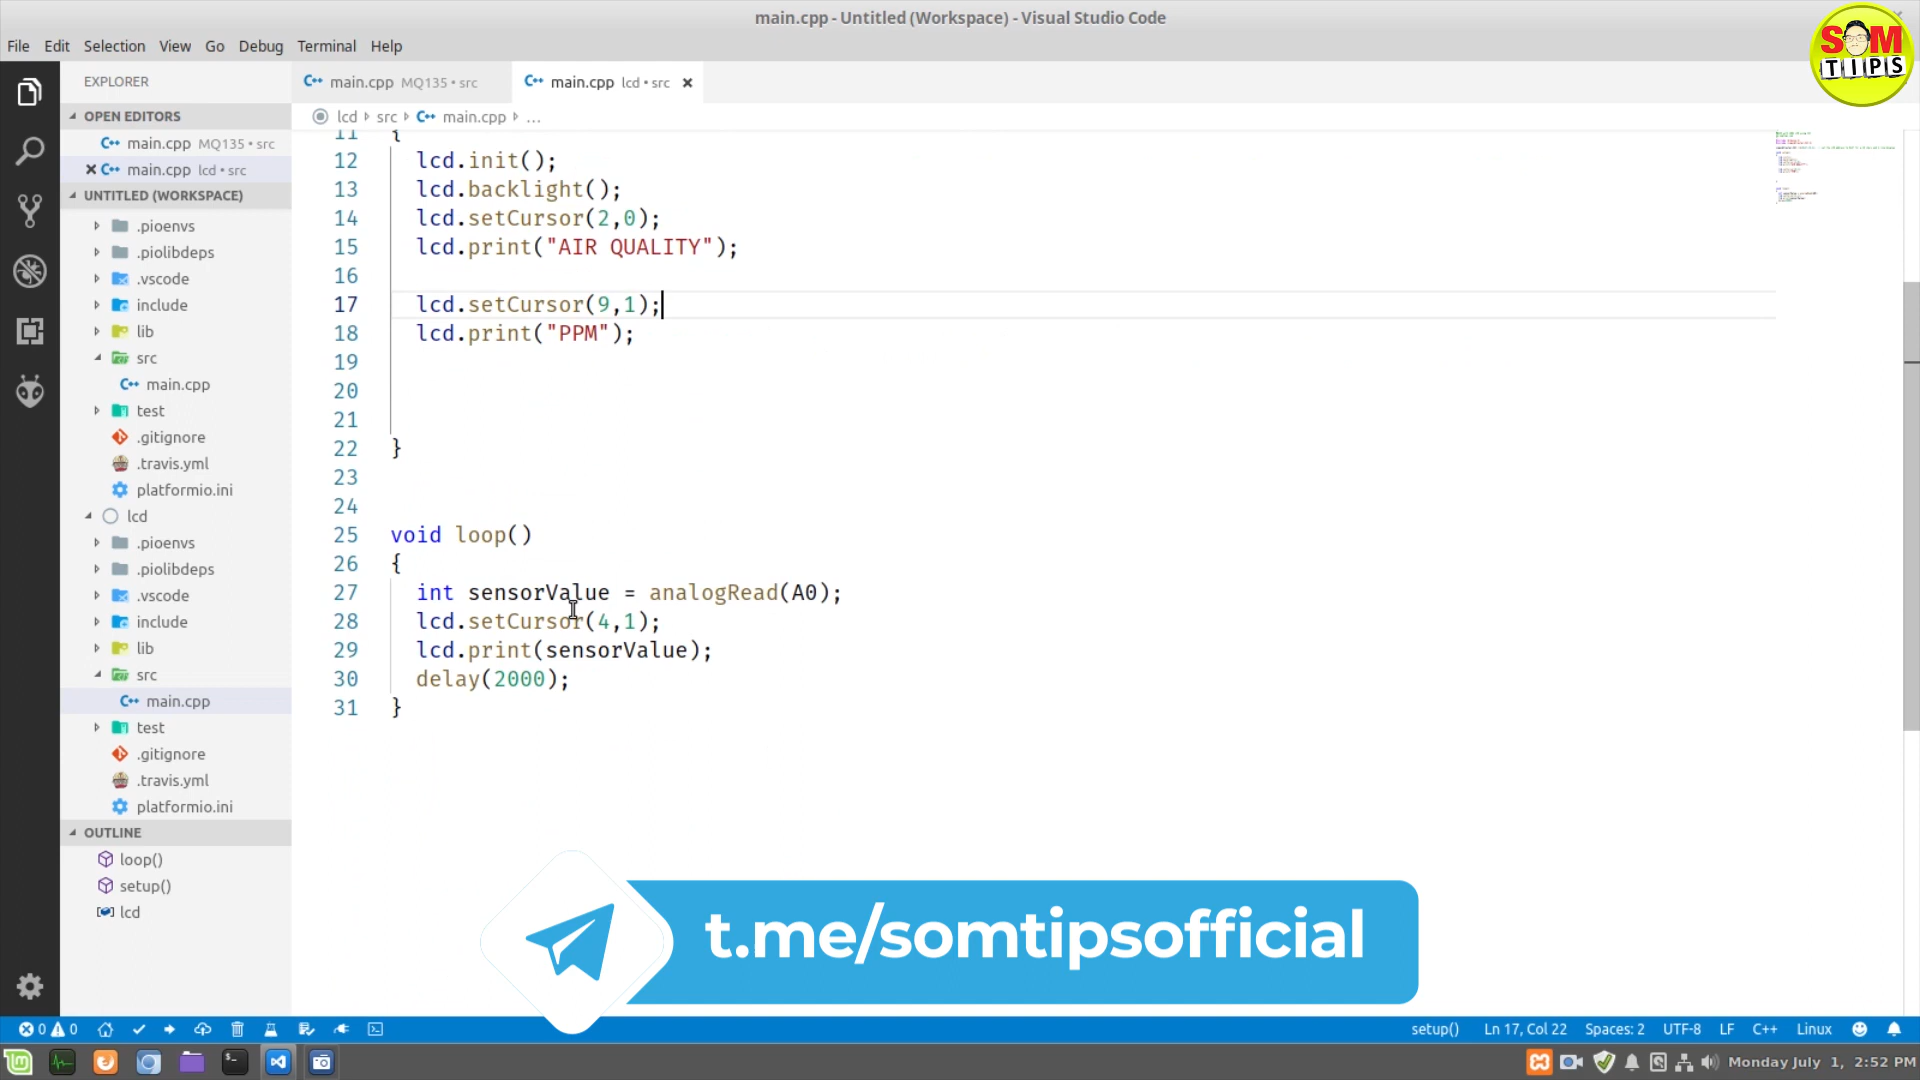 main.cpp - Untitled (Workspace) - Visual Studio Code
File Edit Selection View Go Debug Terminal Help
SOM
TIPS
EXPLORER
main.cpp MQ135 • src
main.cpp lcd • src
OPEN EDITORS
main.cpp MQ135 • src
main.cpp lcd • src
UNTITLED (WORKSPACE)
.pioenvs
.piolibdeps
.vscode
include
lib
src
main.cpp
test
.gitignore
.travis.yml
platformio.ini
lcd
.pioenvs
.piolibdeps
.vscode
include
lib
src
main.cpp
test
.gitignore
.travis.yml
platformio.ini
OUTLINE
loop()
setup()
lcd
lcd src main.cpp ...
11 {
12 lcd.init();
13 lcd.backlight();
14 lcd.setCursor(2,0);
15 lcd.print("AIR QUALITY");
16
17 lcd.setCursor(9,1);
18 lcd.print("PPM");
19
20
21
22 }
23
24
25 void loop()
26 {
27 int sensorValue = analogRead(A0);
28 lcd.setCursor(4,1);
29 lcd.print(sensorValue);
30 delay(2000);
31 }
t.me/somtipsofficial
0 0 setup() Ln 17, Col 22 Spaces: 2 UTF-8 LF C++ Linux
Monday July 1, 2:52 PM